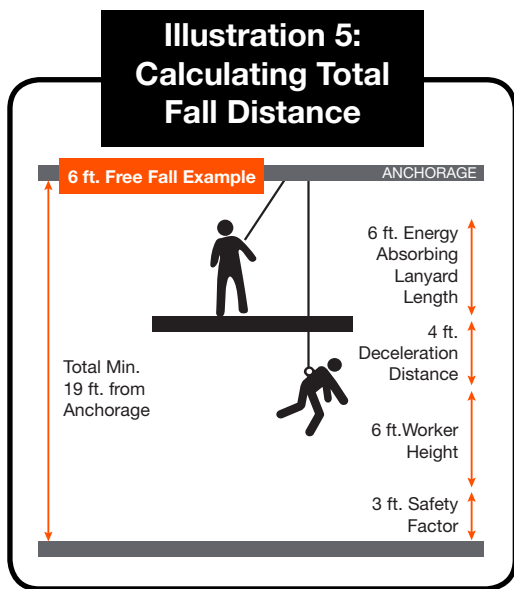 Illustration 5:
Calculating Total
Fall Distance
6 ft. Free Fall Example
ANCHORAGE
6 ft. Energy
Absorbing
Lanyard
Length
4 ft.
Deceleration
Distance
Total Min.
19 ft. from
Anchorage
6 ft.Worker
Height
3 ft. Safety
Factor